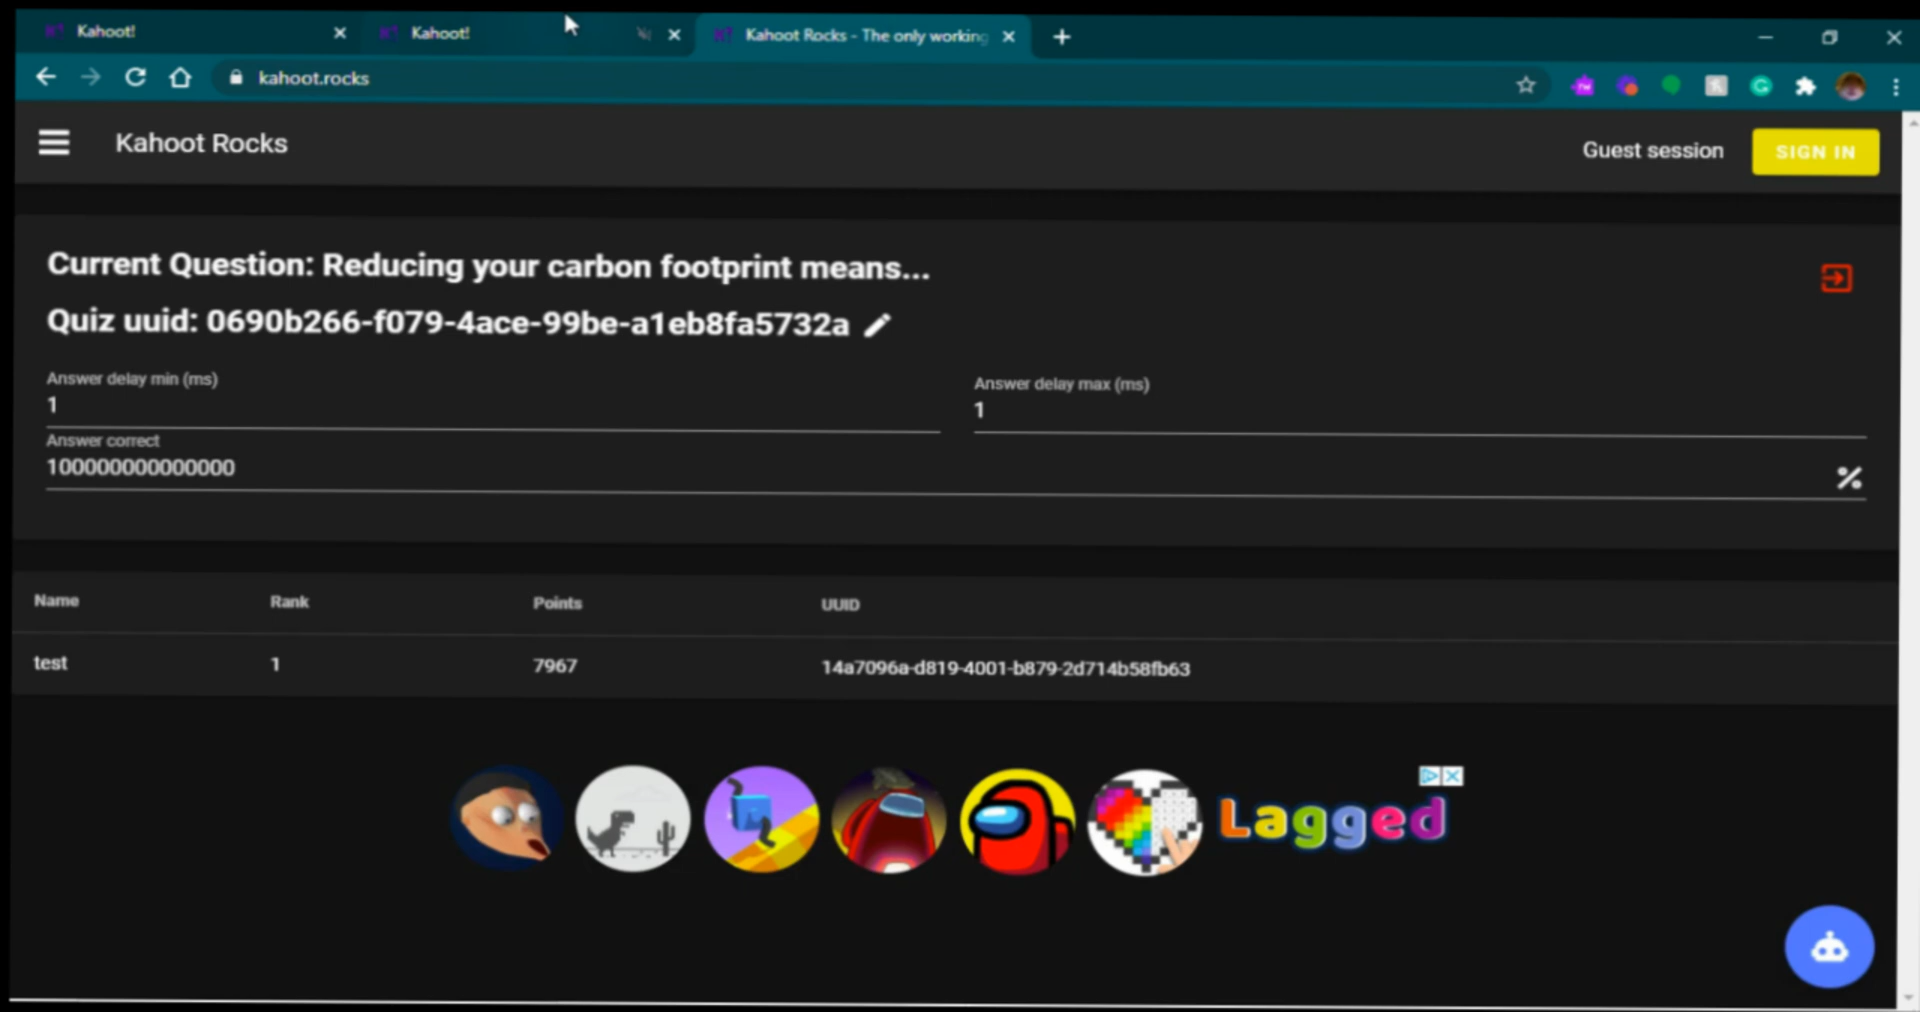 Kahoot!
Kahoot!
Kahoot Rocks - The only working
kahoot.rocks
Kahoot Rocks
Guest session
SIGN IN
Current Question: Reducing your carbon footprint means...
Quiz uuid: 0690b266-f079-4ace-99be-a1eb8fa5732a
Answer delay min (ms)
Answer delay max (ms)
1
1
Answer correct
100000000000000
%
Name Rank Points UUID
test 1 7967 14a7096a-d819-4001-b879-2d714b58fb63
Lagged